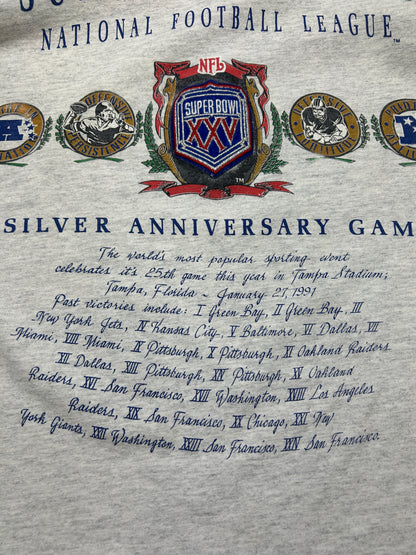 NATIONAL FOOTBALL LEAGUE
NFL
SUPER BOWL
XXV
TM
SILVER ANNIVERSARY GAM
The world's most popular sporting event
celebrates it's 25th game this year in Tampa Stadium;
Tampa, Florida ~ January 27, 1991
Past victories include: I Green Bay, II Green Bay, III
New York Jets, IV Kansas City, V Baltimore, VI Dallas, VII
Miami, VIII Miami, IX Pittsburgh, X Pittsburgh, XI Oakland Raiders
XII Dallas, XIII Pittsburgh, XIV Pittsburgh, XV Oakland
Raiders, XVI San Francisco, XVII Washington, XVIII Los Angeles
Raiders, XIX San Francisco, XX Chicago, XXI New
York Giants, XXII Washington, XXIII San Francisco, XXIV San Francisco.